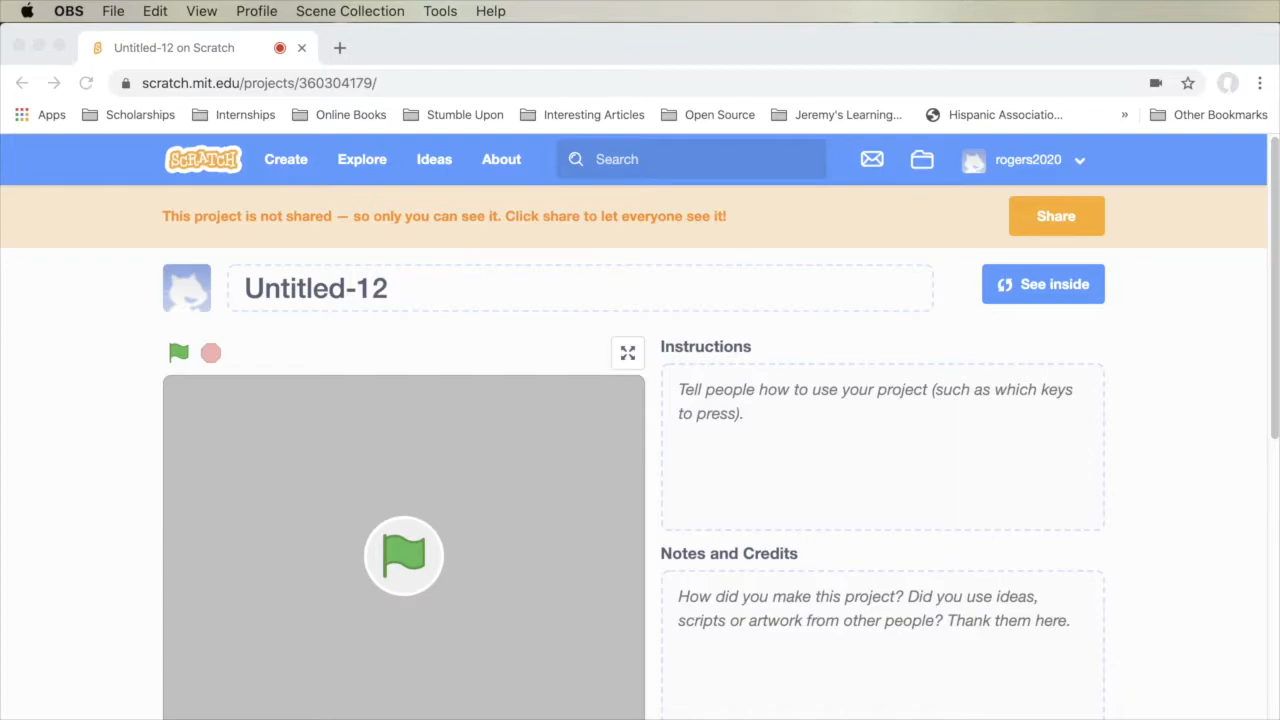 OBS File Edit View Profile Scene Collection Tools Help
Untitled-12 on Scratch
scratch.mit.edu/projects/360304179/
Apps Scholarships Internships Online Books Stumble Upon Interesting Articles Open Source Jeremy's Learning... Hispanic Associatio... » Other Bookmarks
SCRATCH Create Explore Ideas About Search rogers2020
This project is not shared — so only you can see it. Click share to let everyone see it! Share
Untitled-12 See inside
Instructions
Tell people how to use your project (such as which keys
to press).
Notes and Credits
How did you make this project? Did you use ideas,
scripts or artwork from other people? Thank them here.